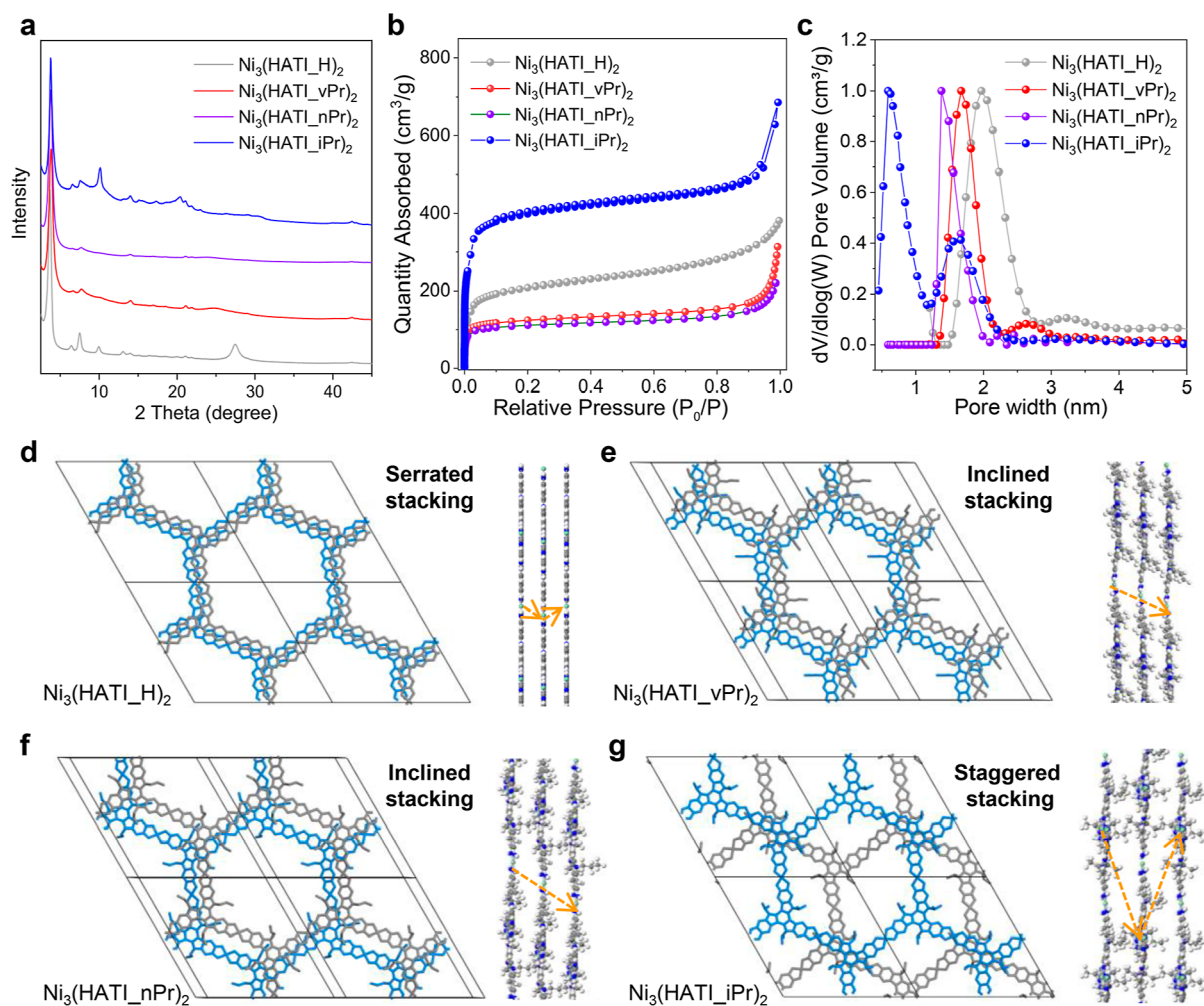 a
Ni3(HATI_H)2
Ni3(HATI_vPr)2
Ni3(HATI_nPr)2
Ni3(HATI_iPr)2
Intensity
10
20
30
40
2 Theta (degree)
b
800
600
400
200
0
Ni3(HATI_H)2
Ni3(HATI_vPr)2
Ni3(HATI_nPr)2
Ni3(HATI_iPr)2
Quantity Absorbed (cm³/g)
0.0
0.2
0.4
0.6
0.8
1.0
Relative Pressure (P0/P)
c
1.2
1.0
0.8
0.6
0.4
0.2
0.0
Ni3(HATI_H)2
Ni3(HATI_vPr)2
Ni3(HATI_nPr)2
Ni3(HATI_iPr)2
dV/dlog(W) Pore Volume (cm³/g)
1
2
3
4
5
Pore width (nm)
d
Serrated
stacking
Ni3(HATI_H)2
e
Inclined
stacking
Ni3(HATI_vPr)2
f
Inclined
stacking
Ni3(HATI_nPr)2
g
Staggered
stacking
Ni3(HATI_iPr)2